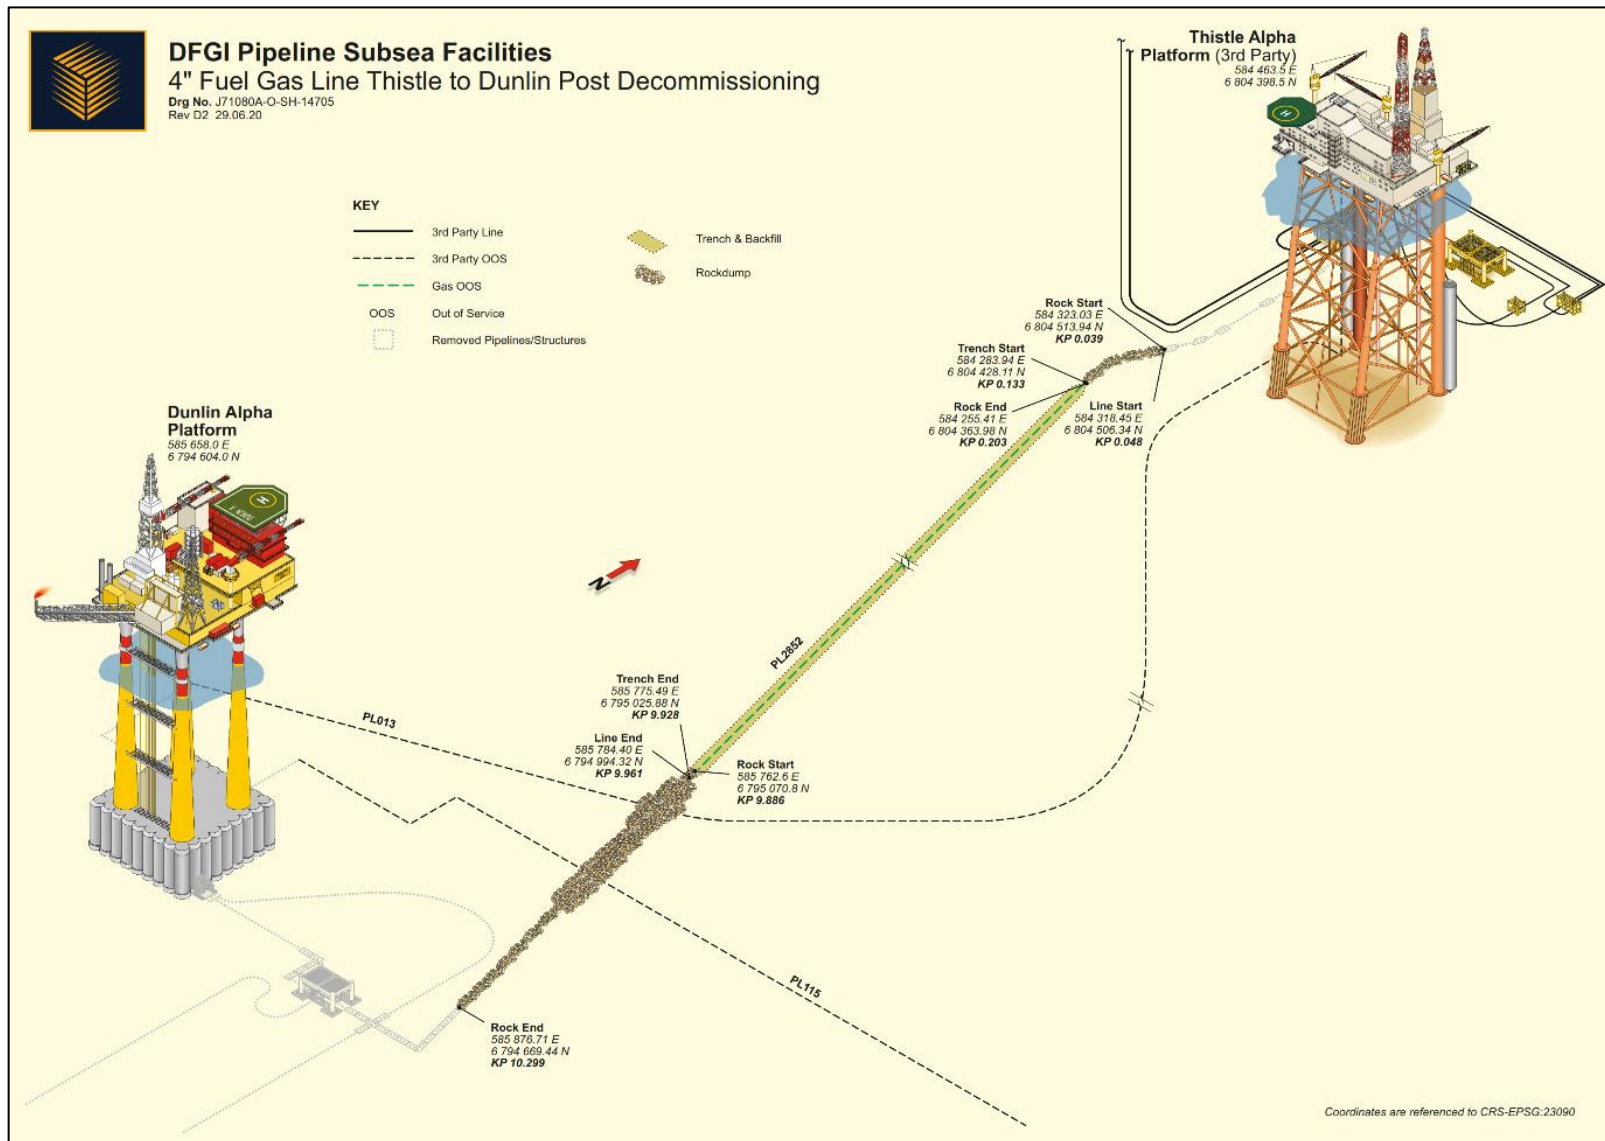 DFGI Pipeline Subsea Facilities
4" Fuel Gas Line Thistle to Dunlin Post Decommissioning
Drg No. J71080A-O-SH-14705
Rev D2 29.06.20
Thistle Alpha
Platform (3rd Party)
584 463.5 E
6 804 398.5 N
KEY
3rd Party Line
3rd Party OOS
Gas OOS
OOS Out of Service
Removed Pipelines/Structures
Trench & Backfill
Rockdump
Rock Start
584 323.03 E
6 804 513.94 N
KP 0.039
Trench Start
584 283.94 E
6 804 428.11 N
KP 0.133
Rock End
584 255.41 E
6 804 363.98 N
KP 0.203
Line Start
584 318.45 E
6 804 506.34 N
KP 0.048
Dunlin Alpha
Platform
585 658.0 E
6 794 604.0 N
H
H
N
PL2852
PL013
Trench End
585 775.49 E
6 795 025.88 N
KP 9.928
Line End
585 784.40 E
6 794 994.32 N
KP 9.961
Rock Start
585 762.6 E
6 795 070.8 N
KP 9.886
PL115
Rock End
585 876.71 E
6 794 669.44 N
KP 10.299
Coordinates are referenced to CRS-EPSG:23090